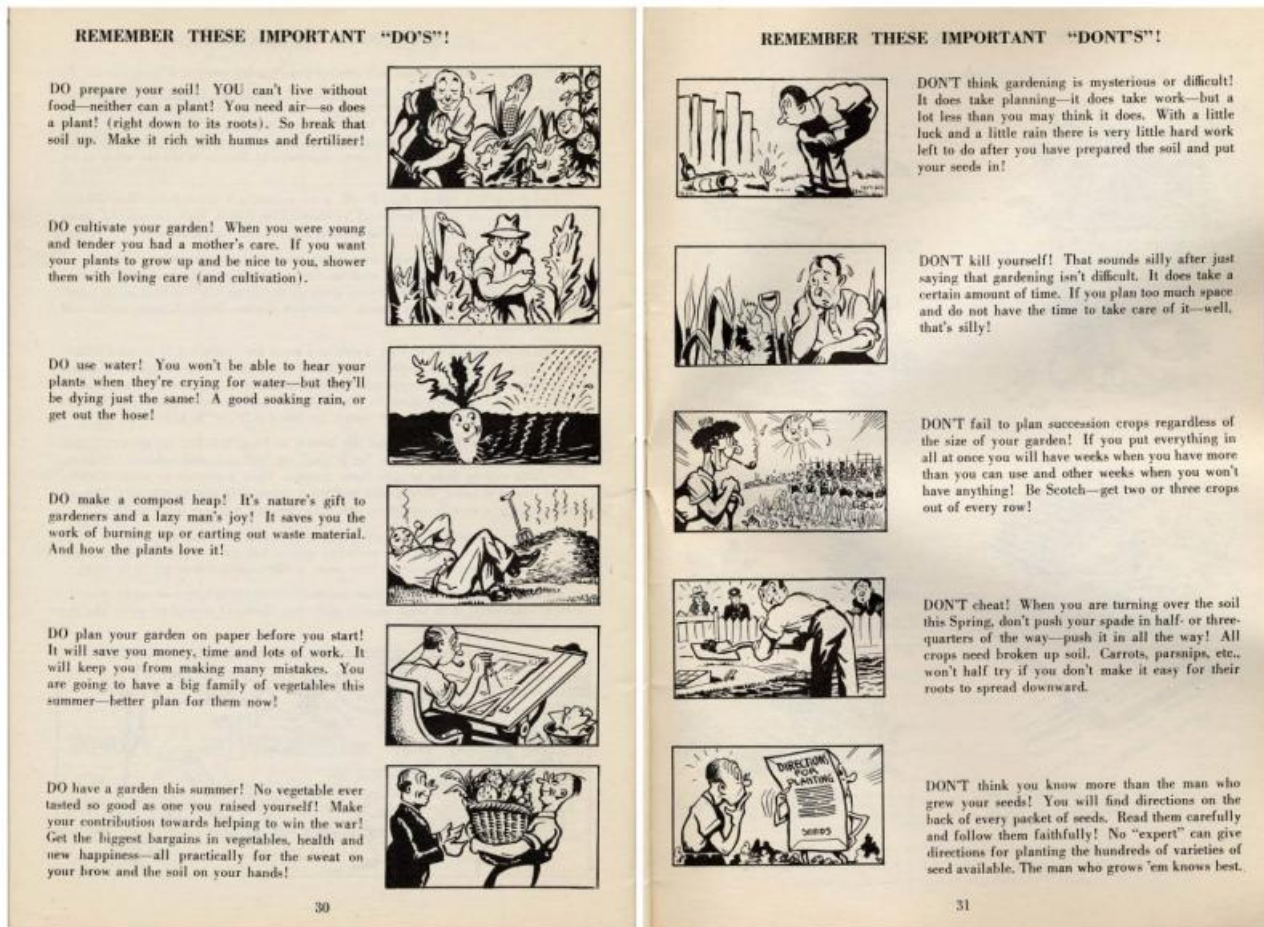 REMEMBER THESE IMPORTANT “DO'S”!
DO prepare your soil! YOU can't live without
food—neither can a plant! You need air—so does
a plant! (right down to its roots). So break that
soil up. Make it rich with humus and fertilizer!
DO cultivate your garden! When you were young
and tender you had a mother's care. If you want
your plants to grow up and be nice to you, shower
them with loving care (and cultivation).
DO use water! You won't be able to hear your
plants when they're crying for water—but they'll
be dying just the same! A good soaking rain, or
get out the hose!
DO make a compost heap! It's nature's gift to
gardeners and a lazy man's joy! It saves you the
work of burning up or carting out waste material.
And how the plants love it!
DO plan your garden on paper before you start!
It will save you money, time and lots of work. It
will keep you from making many mistakes. You
are going to have a big family of vegetables this
summer—better plan for them now!
DO have a garden this summer! No vegetable ever
tasted so good as one you raised yourself! Make
your contribution towards helping to win the war!
Get the biggest bargains in vegetables, health and
new happiness—all practically for the sweat on
your brow and the soil on your hands!
30
REMEMBER THESE IMPORTANT “DONT'S”!
DON'T think gardening is mysterious or difficult!
It does take planning—it does take work—but a
lot less than you may think it does. With a little
luck and a little rain there is very little hard work
left to do after you have prepared the soil and put
your seeds in!
DON'T kill yourself! That sounds silly after just
saying that gardening isn't difficult. It does take a
certain amount of time. If you plan too much space
and do not have the time to take care of it—well,
that's silly!
DON'T fail to plan succession crops regardless of
the size of your garden! If you put everything in
all at once you will have weeks when you have more
than you can use and other weeks when you won't
have anything! Be Scotch—get two or three crops
out of every row!
DON'T cheat! When you are turning over the soil
this Spring, don't push your spade in half- or three-
quarters of the way—push it in all the way! All
crops need broken up soil. Carrots, parsnips, etc.,
won't half try if you don't make it easy for their
roots to spread downward.
DIRECTIONS
FOR
PLANTING
SEEDS
DON'T think you know more than the man who
grew your seeds! You will find directions on the
back of every packet of seeds. Read them carefully
and follow them faithfully! No “expert” can give
directions for planting the hundreds of varieties of
seed available. The man who grows 'em knows best.
31